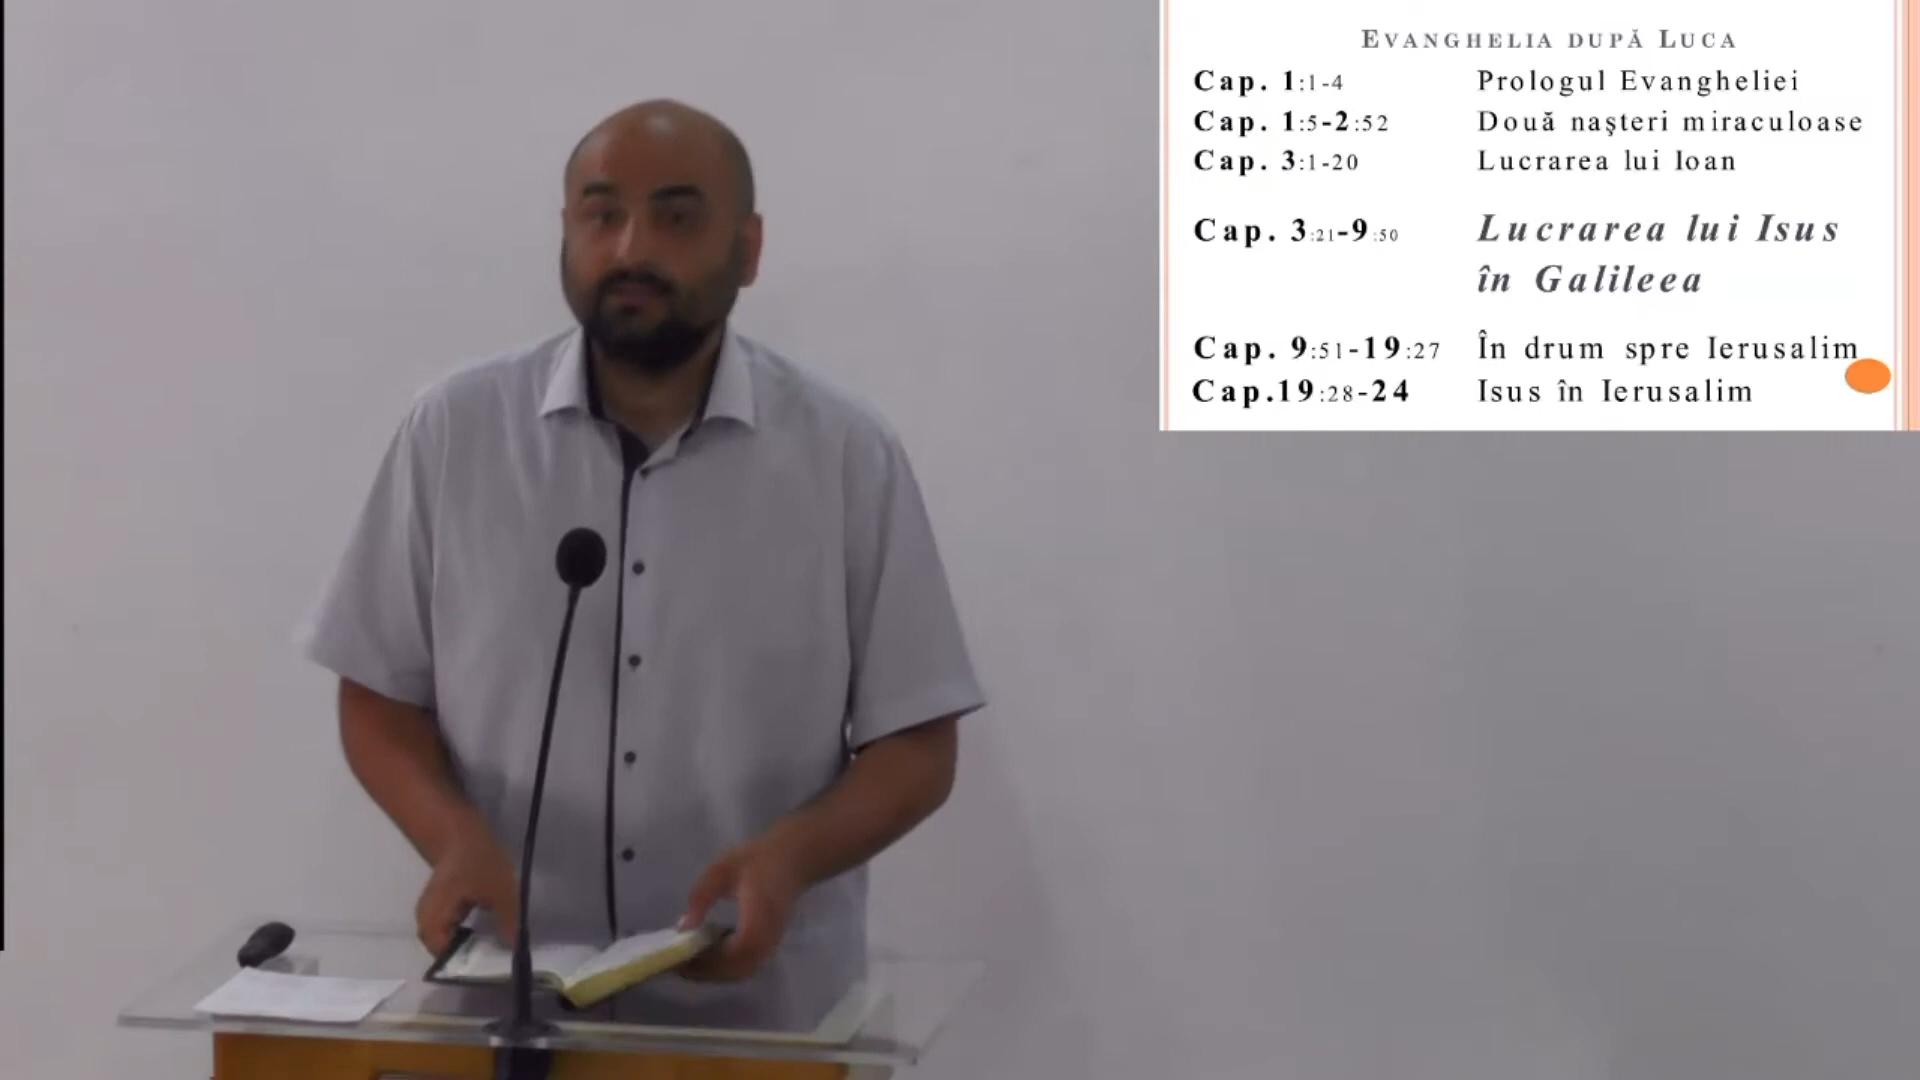 EVANGHELIA DUPĂ LUCA
Cap. 1:1-4 Prologul Evangheliei
Cap. 1:5-2:52 Două naşteri miraculoase
Cap. 3:1-20 Lucrarea lui Ioan
Cap. 3:21-9:50 Lucrarea lui Isus
în Galileea
Cap. 9:51-19:27 În drum spre Ierusalim
Cap.19:28-24 Isus în Ierusalim